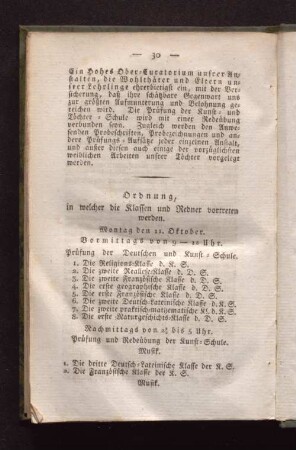 — 30 —
Ein Hohes Ober-Curatorium unsrer An-
stalten, die Wohlthäter und Eltern un-
srer Lehrlinge ehrerbietigst ein, mit der Ver-
sicherung, daß ihre schätzbare Gegenwart uns
zur größten Aufmunterung und Belohnung ge-
reichen wird. Die Prüfung der Kunst- und
Töchter-Schule wird mit einer Redeübung
verbunden seyn. Zugleich werden den Anwe-
senden Probeschriften, Probezeichnungen und an-
dere Prüfungs-Aufsätze jeder einzelnen Anstalt,
und ausser diesen auch einige der vorzüglichsten
weiblichen Arbeiten unserer Töchter vorgelegt
werden.
Ordnung,
in welcher die Klassen und Redner vortreten
werden.
Montag den 11. Oktober.
Vormittags von 9 — 12 Uhr.
Prüfung der Deutschen und Kunst-Schule.
1. Die Religions-Klasse d. K. S.
2. Die zweite Realiese Klasse d. D. S.
3. Die zweite Rechen-Klasse d. D. S.
4. Die erste geographische Klasse d. D. S.
5. Die erste Französische Klasse d. D. S.
6. Die zweite Deutsch-Lateinische Klasse d. K. S.
7. Die zweite praktisch-mathematische Kl. d. K. S.
8. Die erste Naturgeschichts-Klasse d. D. S.
Nachmittags von 2½ bis 5 Uhr.
Prüfung und Redeübung der Kunst-Schule.
Musik.
1. Die dritte Deutsch-Lateinische Klasse der K. S.
2. Die Französische Klasse der K. S.
Musik.